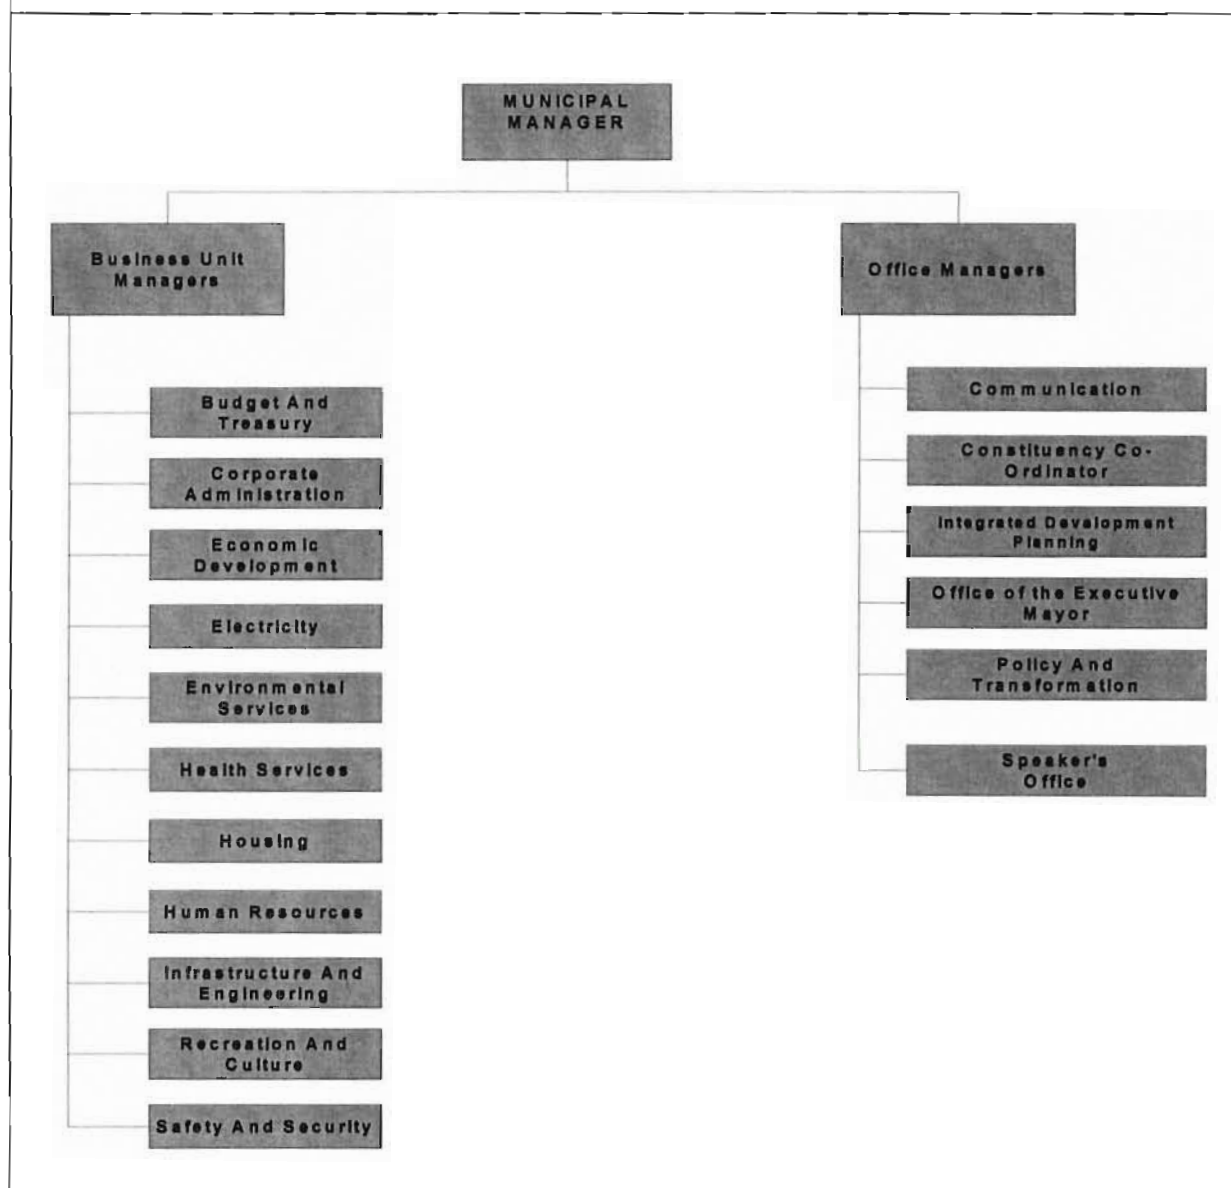 MUNICIPAL
MANAGER
Business Unit
Managers
Office Managers
Budget And
Treasury
Corporate
Administration
Economic
Development
Electricity
Environmental
Services
Health Services
Housing
Human Resources
Infrastructure And
Engineering
Recreation And
Culture
Safety And Security
Communication
Constituency Co-
Ordinator
Integrated Development
Planning
Office of the Executive
Mayor
Policy And
Transformation
Speaker's
Office